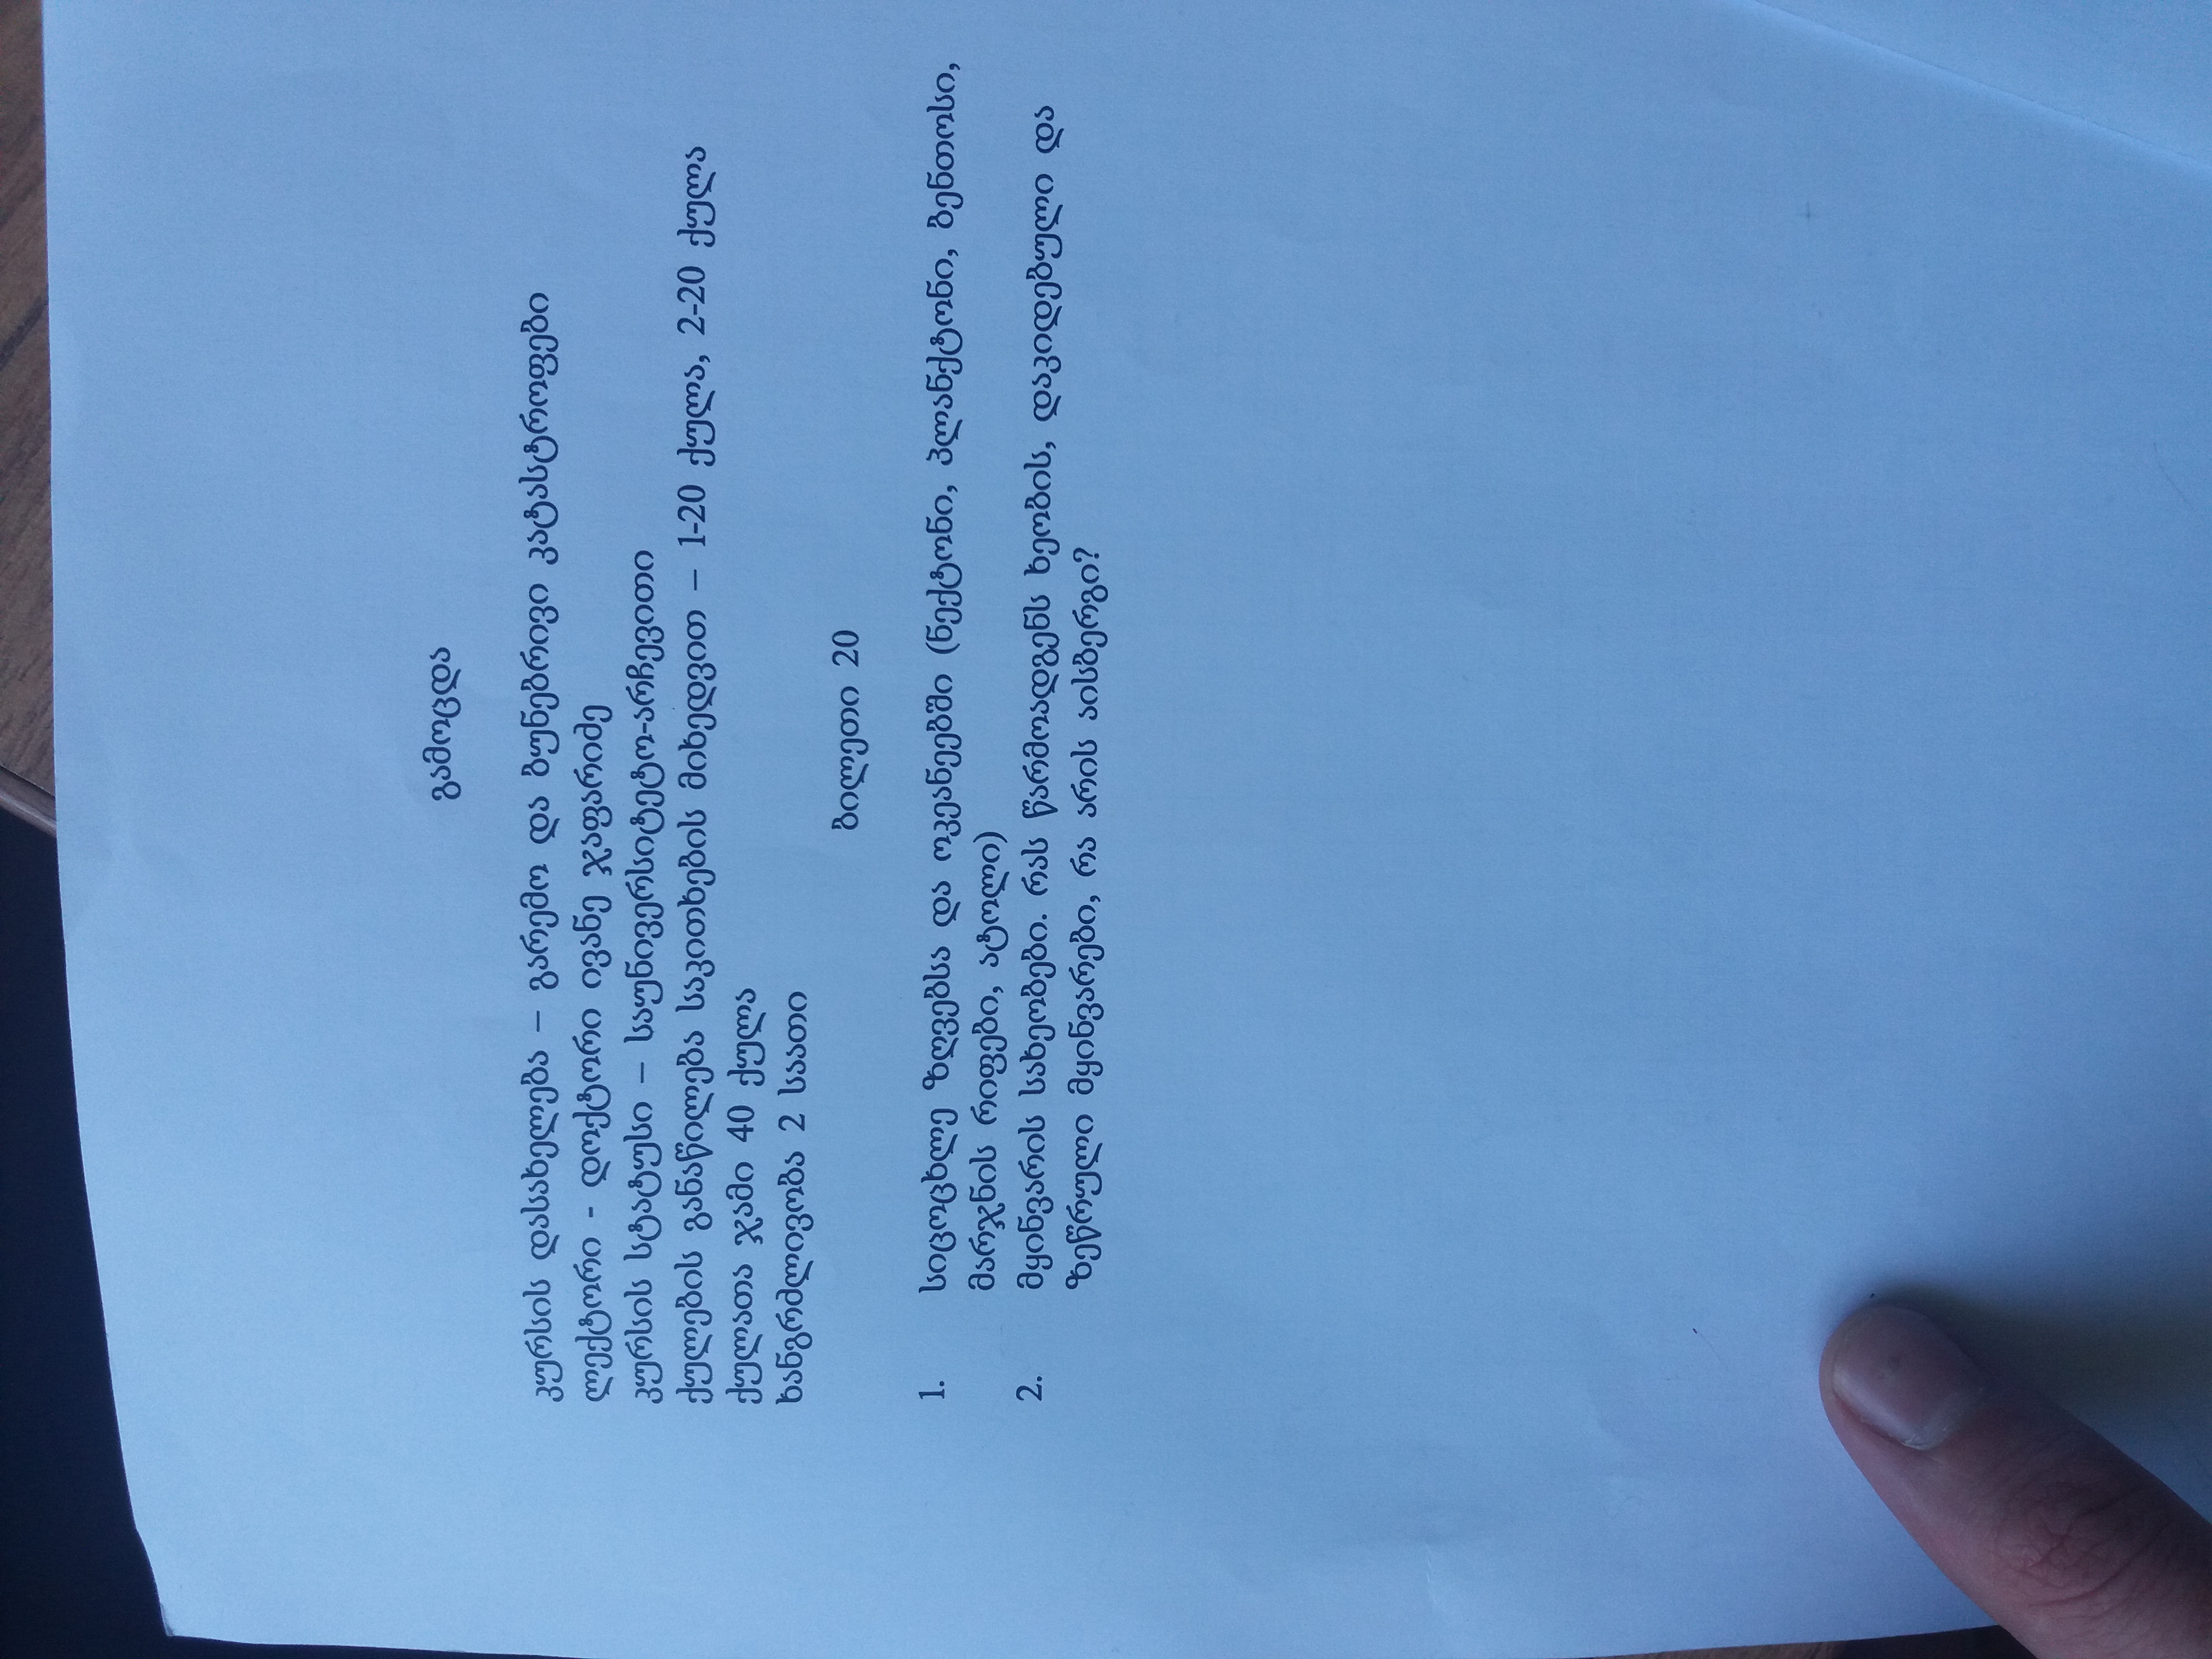 გამოცდა
კურსის დასახელება – გარემო და ბუნებრივი კატასტროფები
ლექტორი - დოქტორი ივანე ჯაფარიძე
კურსის სტატუსი – საუნივერსიტეტო-არჩევითი
ქულების განაწილება საკითხების მიხედვით – 1-20 ქულა, 2-20 ქულა
ქულათა ჯამი 40 ქულა
ხანგრძლივობა 2 საათი
ბილეთი 20
1. სიცოცხლე ზღვებსა და ოკეანეებში (ნექტონი, პლანქტონი, ბენთოსი,
მარჯნის რიფები, ატოლი)
2. მყინვარის სახეობები. რას წარმოადგენს ხეობის, დაკიდებული და
ზეწრული მყინვარები, რა არის აისბერგი?